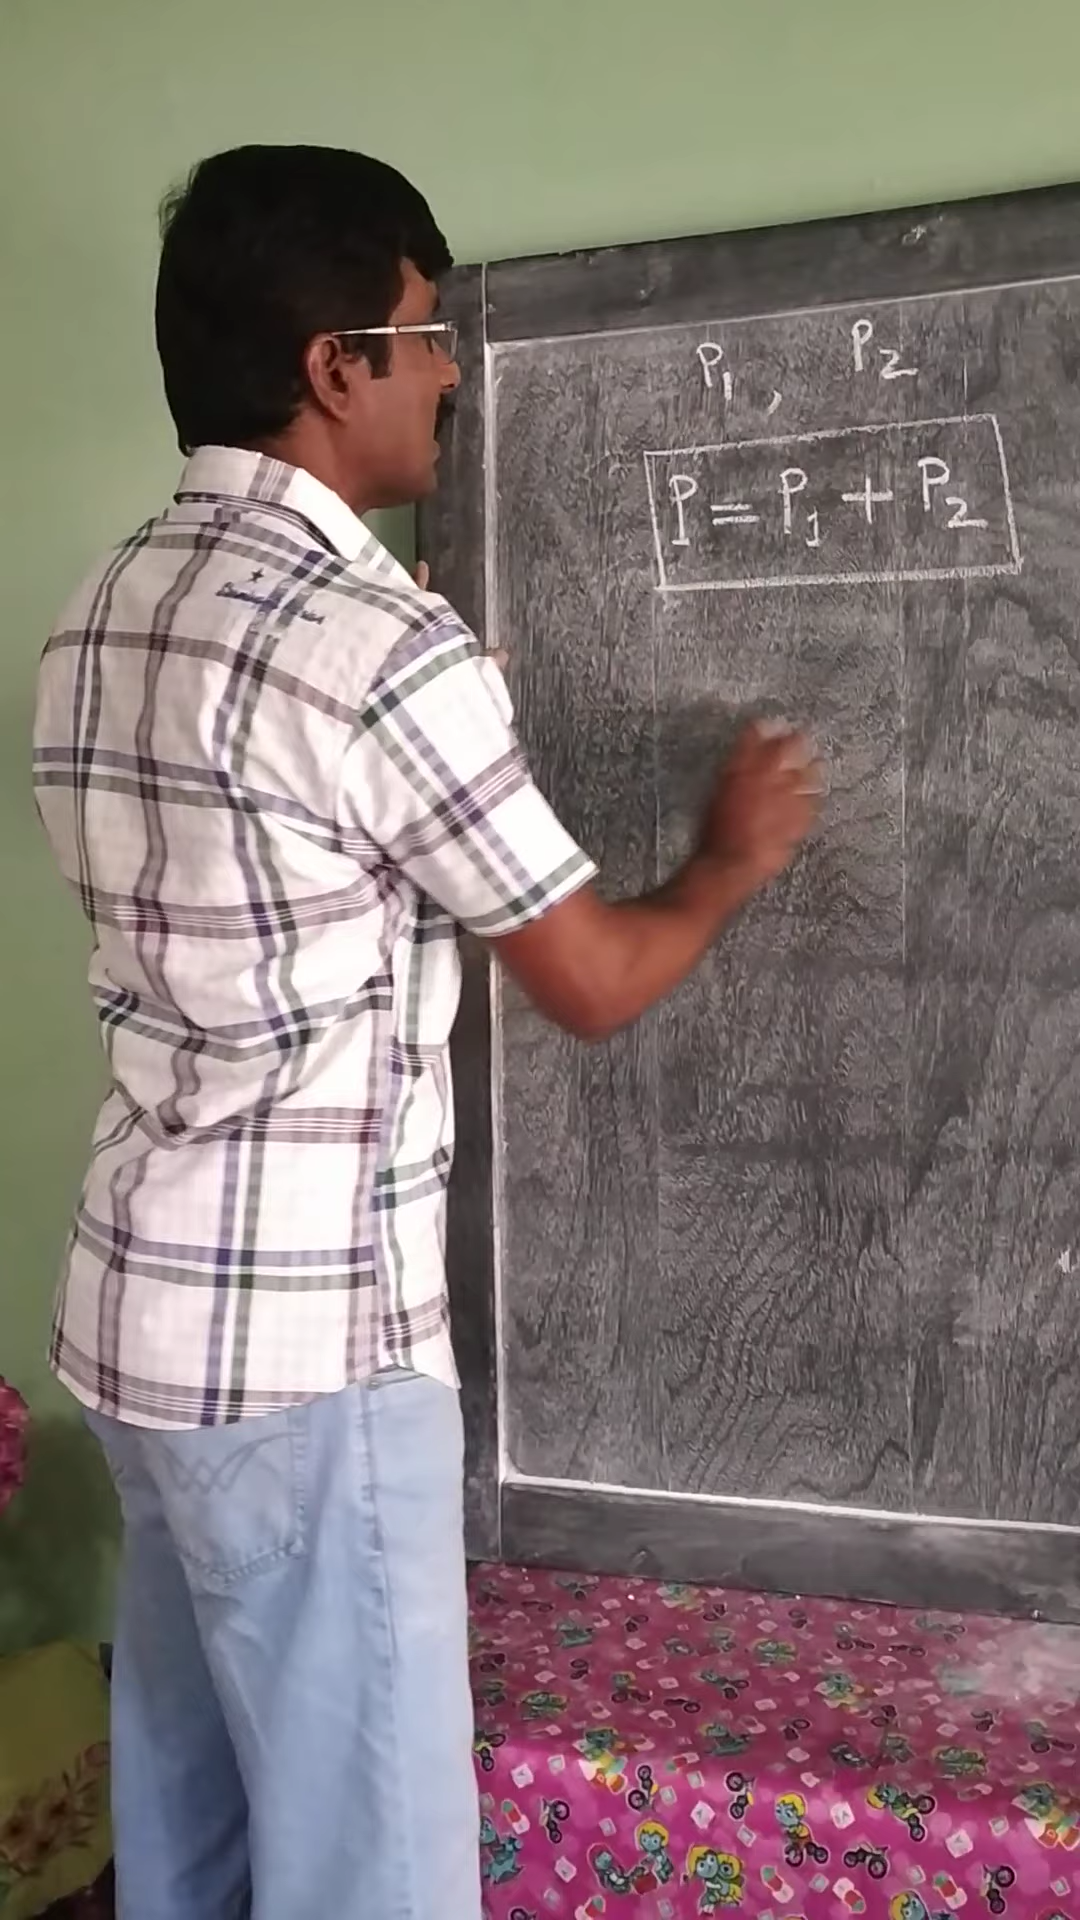 P₁, P₂
P = P₁ + P₂